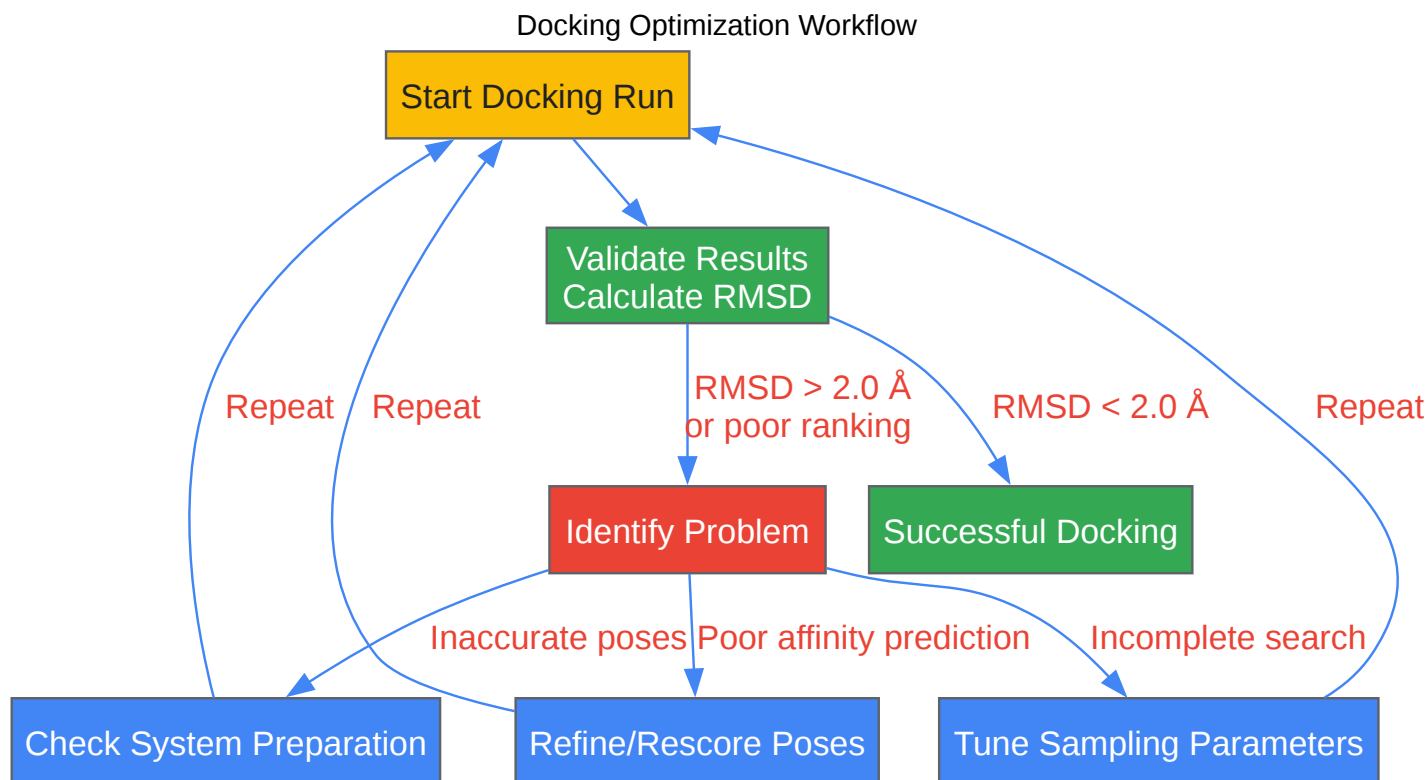 Docking Optimization Workflow
Start Docking Run
Validate Results
Calculate RMSD
RMSD > 2.0 Å
or poor ranking
RMSD < 2.0 Å
Repeat
Repeat
Repeat
Identify Problem
Successful Docking
Inaccurate poses
Poor affinity prediction
Incomplete search
Check System Preparation
Refine/Rescore Poses
Tune Sampling Parameters